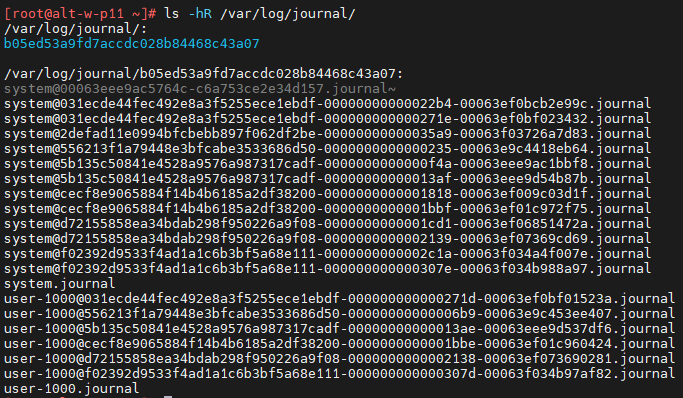 [root@alt-w-p11 ~]# ls -hR /var/log/journal/
/var/log/journal/:
b05ed53a9fd7accdc028b84468c43a07

/var/log/journal/b05ed53a9fd7accdc028b84468c43a07:
system@00063eee9ac5764c-c6a753ce2e34d157.journal~
system@031ecde44fec492e8a3f5255ece1ebdf-00000000000022b4-00063ef0bcb2e99c.journal
system@031ecde44fec492e8a3f5255ece1ebdf-000000000000271e-00063ef0bf023432.journal
system@2defad11e0994bfcbebb897f062df2be-00000000000035a9-00063f03726a7d83.journal
system@556213f1a79448e3bfcabe3533686d50-0000000000000235-00063e9c4418eb64.journal
system@5b135c50841e4528a9576a987317cadf-0000000000000f4a-00063eee9ac1bbf8.journal
system@5b135c50841e4528a9576a987317cadf-00000000000013af-00063eee9d54b87b.journal
system@cecf8e9065884f14b4b6185a2df38200-0000000000001818-00063ef009c03d1f.journal
system@cecf8e9065884f14b4b6185a2df38200-0000000000001bbf-00063ef01c972f75.journal
system@d72155858ea34bdab298f950226a9f08-0000000000001cd1-00063ef06851472a.journal
system@d72155858ea34bdab298f950226a9f08-0000000000002139-00063ef07369cd69.journal
system@f02392d9533f4ad1a1c6b3bf5a68e111-0000000000002c1a-00063f034a4f007e.journal
system@f02392d9533f4ad1a1c6b3bf5a68e111-000000000000307e-00063f034b988a97.journal
system.journal
user-1000@031ecde44fec492e8a3f5255ece1ebdf-000000000000271d-00063ef0bf01523a.journal
user-1000@556213f1a79448e3bfcabe3533686d50-00000000000006b9-00063e9c453ee407.journal
user-1000@5b135c50841e4528a9576a987317cadf-00000000000013ae-00063eee9d537df6.journal
user-1000@cecf8e9065884f14b4b6185a2df38200-0000000000001bbe-00063ef01c960424.journal
user-1000@d72155858ea34bdab298f950226a9f08-0000000000002138-00063ef073690281.journal
user-1000@f02392d9533f4ad1a1c6b3bf5a68e111-000000000000307d-00063f034b97af82.journal
user-1000.journal